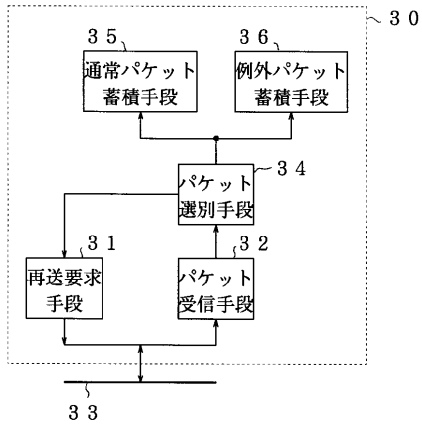 30
35
36
通常パケット
蓄積手段
例外パケット
蓄積手段
34
パケット
選別手段
31
32
再送要求
手段
パケット
受信手段
33